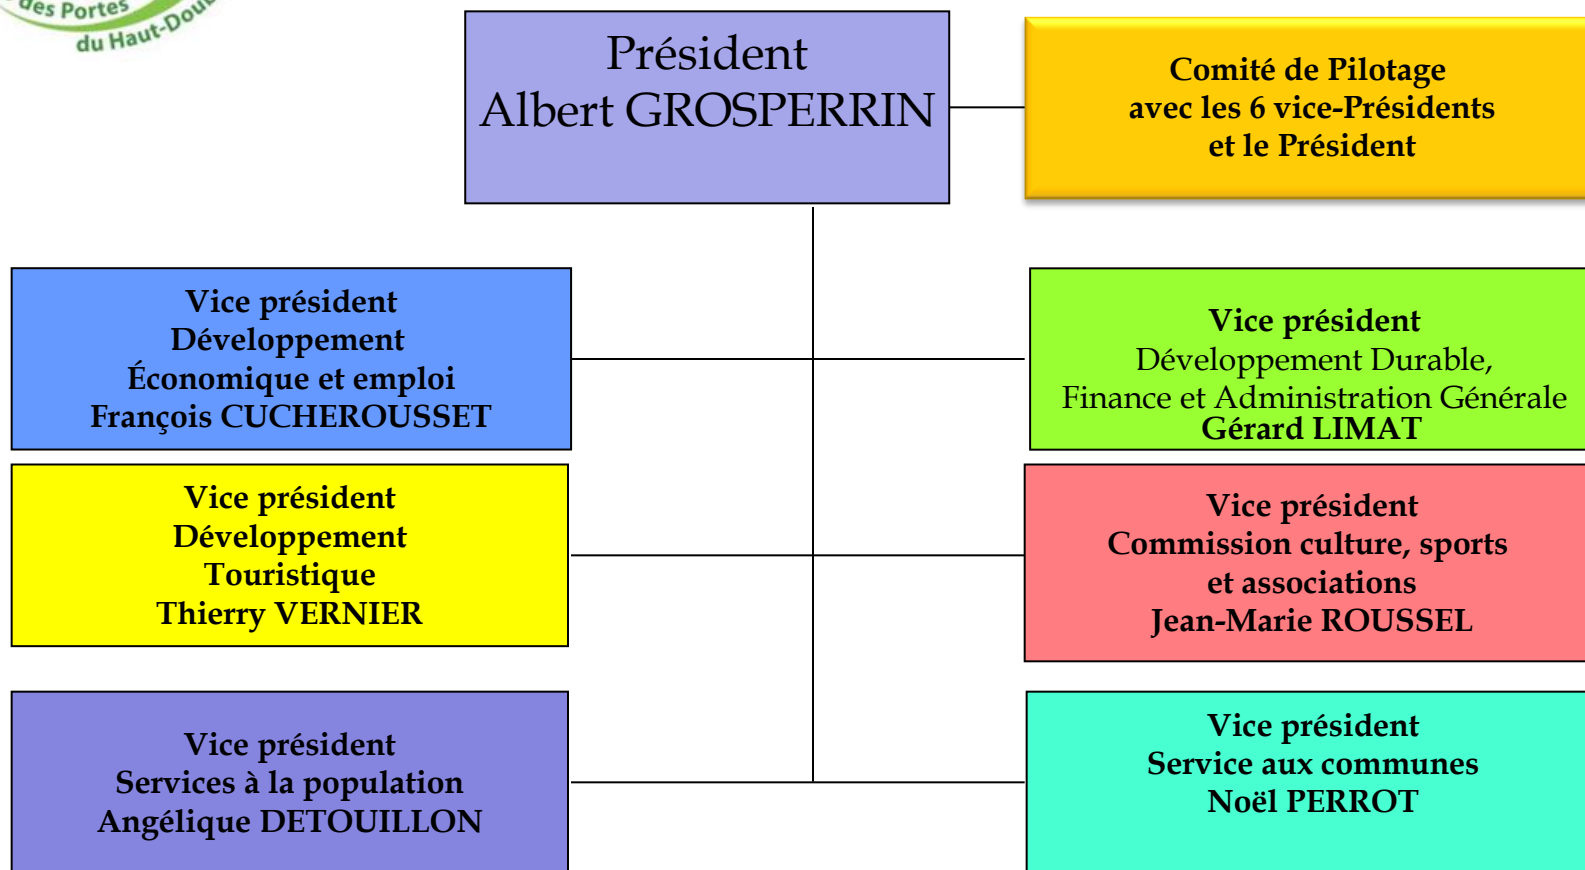 des Portes
du Haut-Doubs
Président
Albert GROSPERRIN
Comité de Pilotage
avec les 6 vice-Présidents
et le Président
Vice président
Développement
Économique et emploi
François CUCHEROUSSET
Vice président
Développement Durable,
Finance et Administration Générale
Gérard LIMAT
Vice président
Développement
Touristique
Thierry VERNIER
Vice président
Commission culture, sports
et associations
Jean-Marie ROUSSEL
Vice président
Services à la population
Angélique DETOUILLON
Vice président
Service aux communes
Noël PERROT